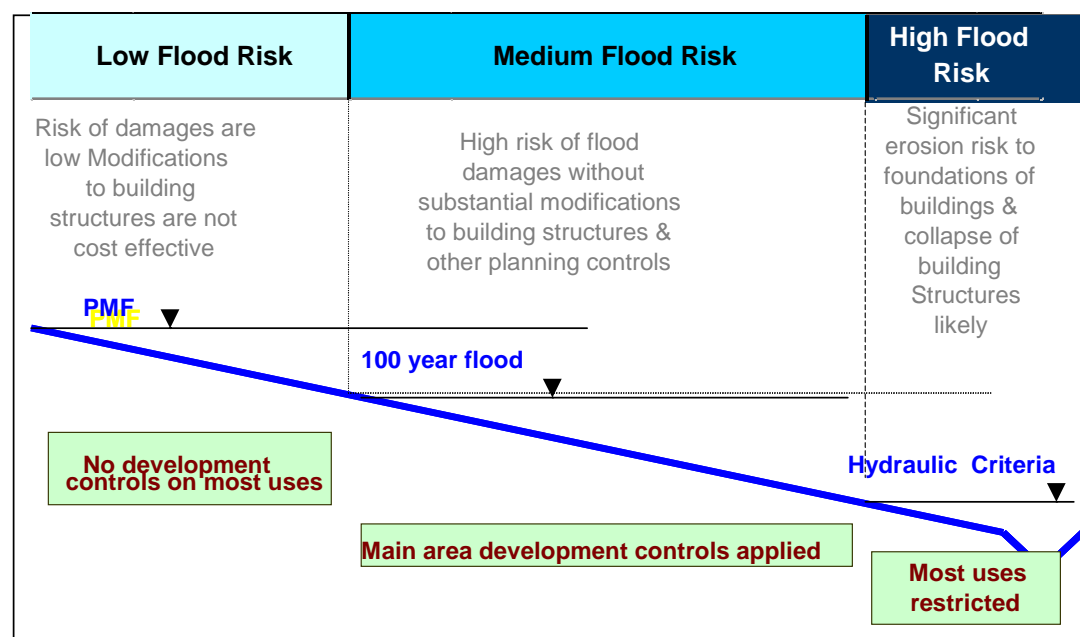 Low Flood Risk
Medium Flood Risk
High Flood
Risk
Risk of damages are
low Modifications
to building
structures are not
cost effective
High risk of flood
damages without
substantial modifications
to building structures &
other planning controls
Significant
erosion risk to
foundations of
buildings &
collapse of
building
Structures
likely
PMF
PMF
100 year flood
Hydraulic Criteria
No development
controls on most uses
Main area development controls applied
Most uses
restricted